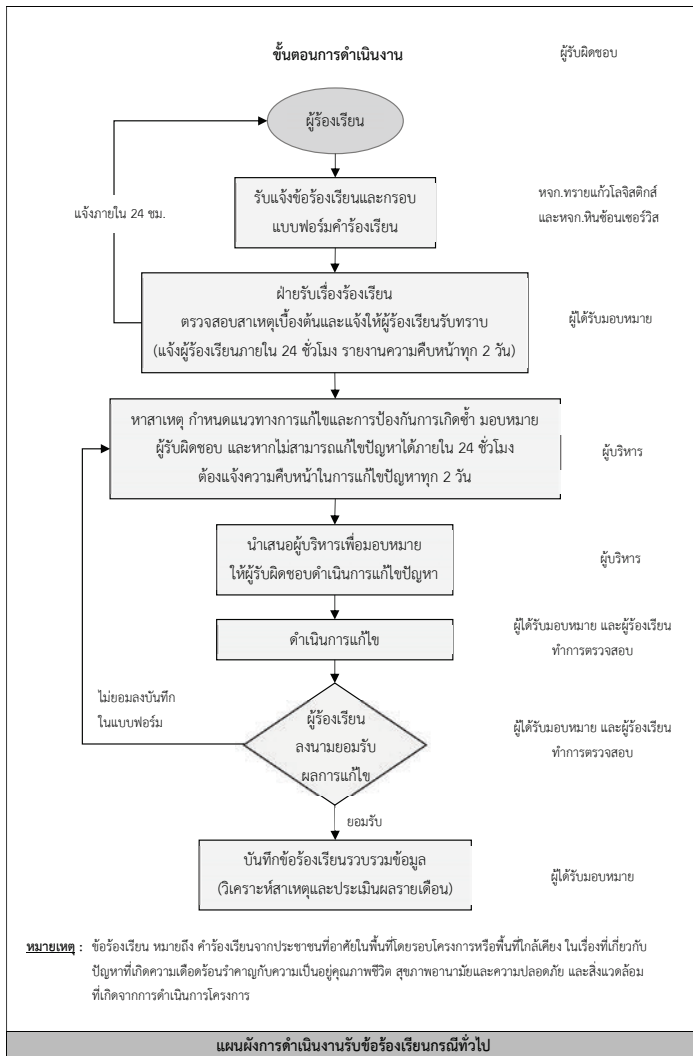 ขั้นตอนการดำเนินงาน
ผู้รับผิดชอบ
ผู้ร้องเรียน
แจ้งภายใน 24 ชม.
รับแจ้งข้อร้องเรียนและกรอบ
แบบฟอร์มคำร้องเรียน
หจก.ทรายแก้วโลจิสติกส์
และหจก.หินซ้อนเซอร์วิส
ฝ่ายรับเรื่องร้องเรียน
ตรวจสอบสาเหตุเบื้องต้นและแจ้งให้ผู้ร้องเรียนรับทราบ
(แจ้งผู้ร้องเรียนภายใน 24 ชั่วโมง รายงานความคืบหน้าทุก 2 วัน)
ผู้ได้รับมอบหมาย
หาสาเหตุ กำหนดแนวทางการแก้ไขและการป้องกันการเกิดซ้ำ มอบหมาย
ผู้รับผิดชอบ และหากไม่สามารถแก้ไขปัญหาได้ภายใน 24 ชั่วโมง
ต้องแจ้งความคืบหน้าในการแก้ไขปัญหาทุก 2 วัน
ผู้บริหาร
นำเสนอผู้บริหารเพื่อมอบหมาย
ให้ผู้รับผิดชอบดำเนินการแก้ไขปัญหา
ผู้บริหาร
ดำเนินการแก้ไข
ผู้ได้รับมอบหมาย และผู้ร้องเรียน
ทำการตรวจสอบ
ไม่ยอมลงบันทึก
ในแบบฟอร์ม
ผู้ร้องเรียน
ลงนามยอมรับ
ผลการแก้ไข
ผู้ได้รับมอบหมาย และผู้ร้องเรียน
ทำการตรวจสอบ
ยอมรับ
บันทึกข้อร้องเรียนรวบรวมข้อมูล
(วิเคราะห์สาเหตุและประเมินผลรายเดือน)
ผู้ได้รับมอบหมาย
หมายเหตุ : ข้อร้องเรียน หมายถึง คำร้องเรียนจากประชาชนที่อาศัยในพื้นที่โดยรอบโครงการหรือพื้นที่ใกล้เคียง ในเรื่องที่เกี่ยวกับ
ปัญหาที่เกิดความเดือดร้อนรำคาญกับความเป็นอยู่คุณภาพชีวิต สุขภาพอนามัยและความปลอดภัย และสิ่งแวดล้อม
ที่เกิดจากการดำเนินการโครงการ
แผนผังการดำเนินงานรับข้อร้องเรียนกรณีทั่วไป